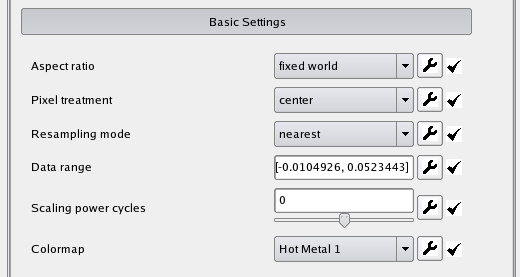 Basic Settings
Aspect ratio fixed world
Pixel treatment center
Resampling mode nearest
Data range [-0.0104926, 0.0523443]
Scaling power cycles 0
Colormap Hot Metal 1